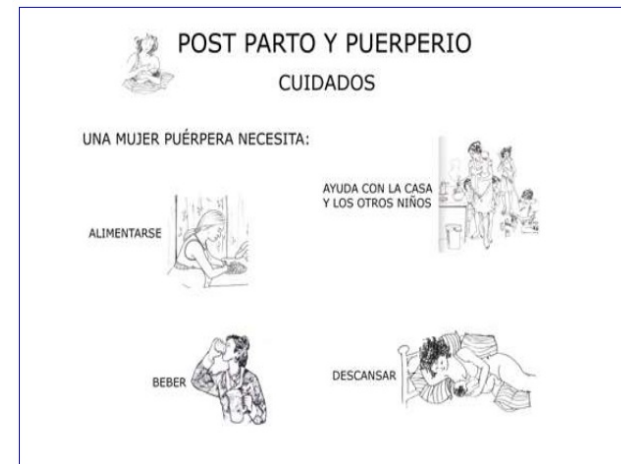 POST PARTO Y PUERPERIO
CUIDADOS
UNA MUJER PUÉRPERA NECESITA:
AYUDA CON LA CASA
Y LOS OTROS NIÑOS
ALIMENTARSE
BEBER
DESCANSAR